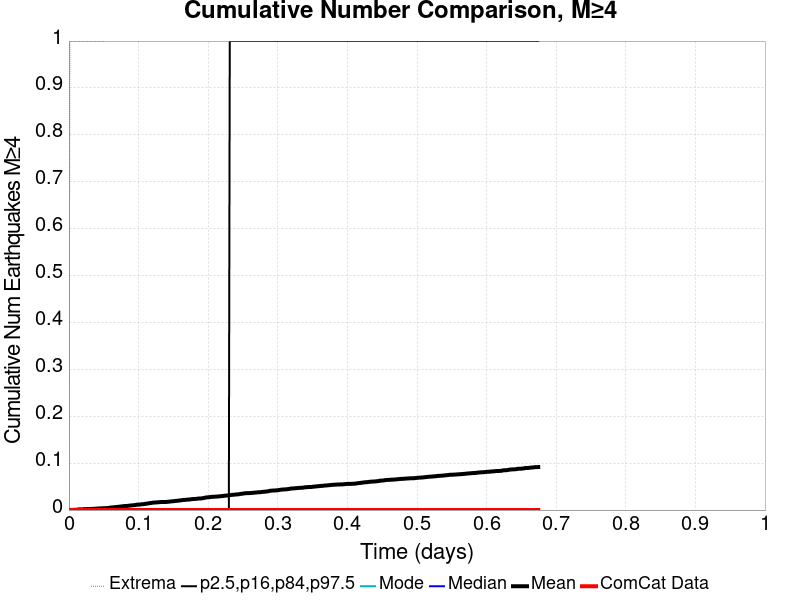 Cumulative Number Comparison, M≥4
Cumulative Num Earthquakes M≥4
1
0.9
0.8
0.7
0.6
0.5
0.4
0.3
0.2
0.1
0
0 0.1 0.2 0.3 0.4 0.5 0.6 0.7 0.8 0.9 1
Time (days)
Extrema p2.5,p16,p84,p97.5 Mode Median Mean ComCat Data